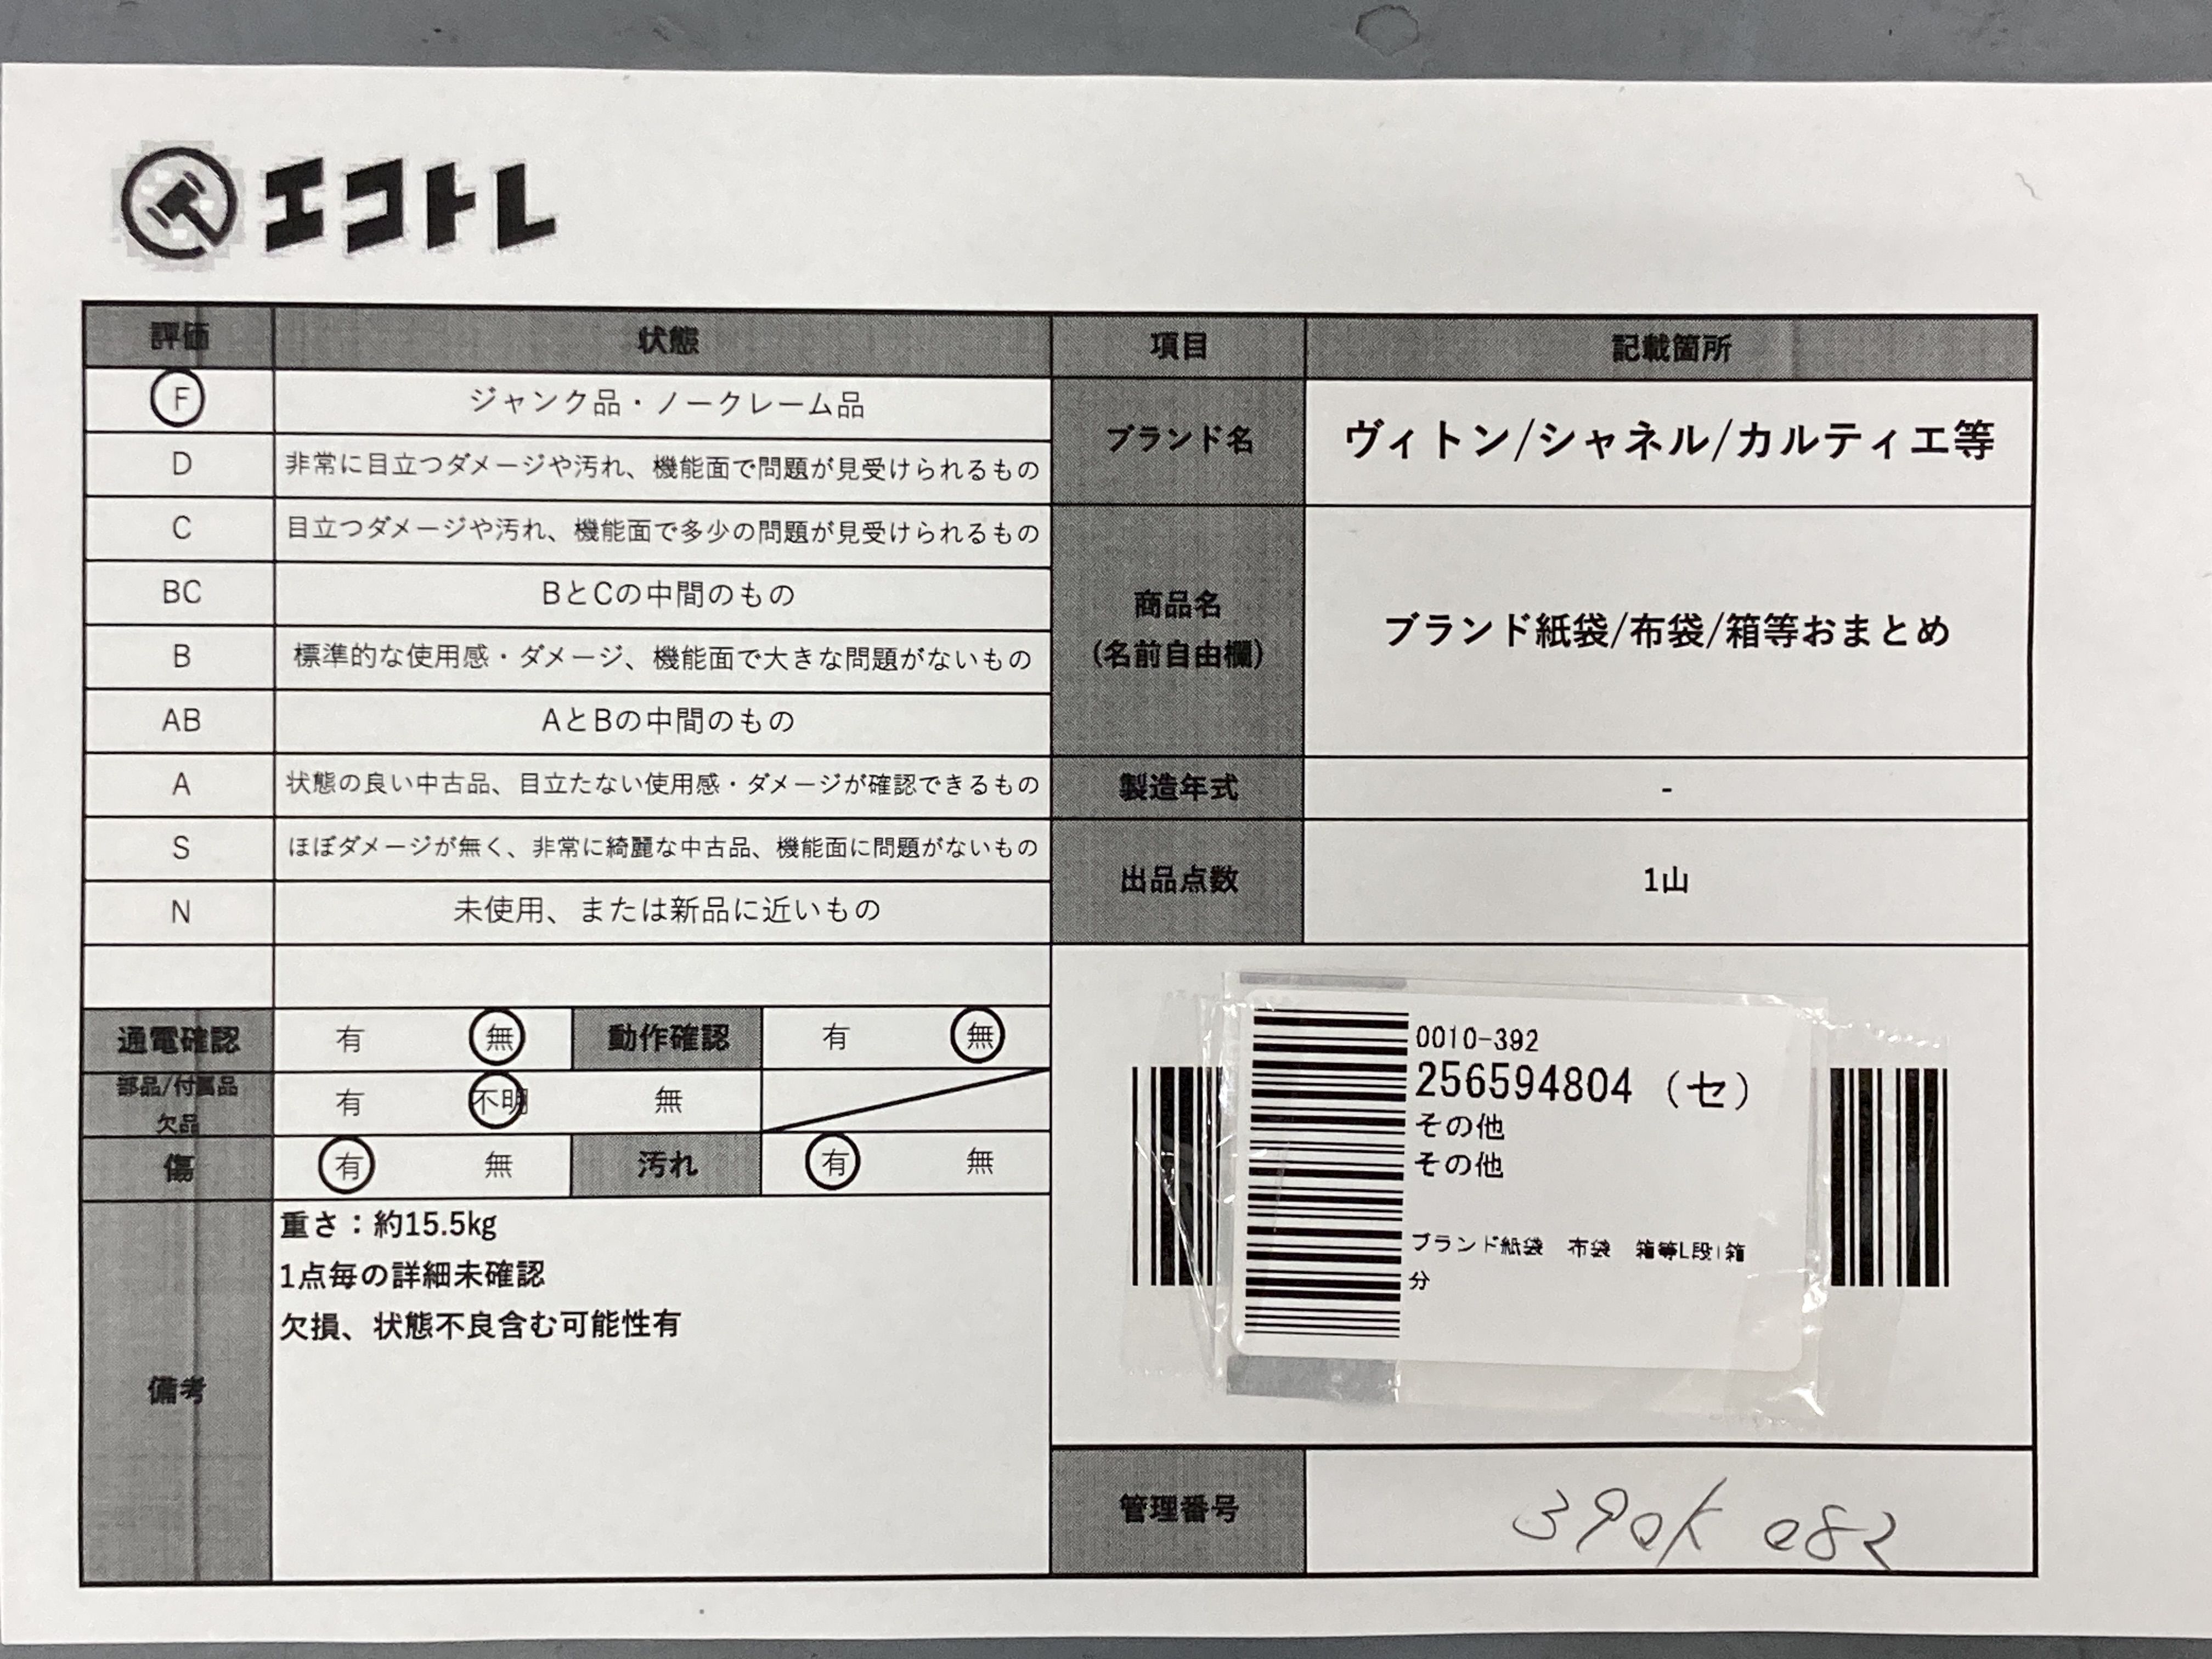 エコトレ
評価 状態 項目 記載箇所
F ジャンク品・ノークレーム品
D 非常に目立つダメージや汚れ、機能面で問題が見受けられるもの
C 目立つダメージや汚れ、機能面で多少の問題が見受けられるもの
BC BとCの中間のもの
B 標準的な使用感・ダメージ、機能面で大きな問題がないもの
AB AとBの中間のもの
A 状態の良い中古品、目立たない使用感・ダメージが確認できるもの
S ほぼダメージが無く、非常に綺麗な中古品、機能面に問題がないもの
N 未使用、または新品に近いもの
通電確認 有 無 動作確認 有 無
部品/付属品
欠品 有 不明 無
傷 有 無 汚れ 有 無
備考
重さ：約15.5kg
1点毎の詳細未確認
欠損、状態不良含む可能性有
ブランド名 ヴィトン/シャネル/カルティエ等
商品名
(名前自由欄)
ブランド紙袋/布袋/箱等おまとめ
製造年式 -
出品点数 1山
0010-392
256594804 (セ)
その他
その他
ブランド紙袋 布袋 箱等L段1箱
分
管理番号 390K 082